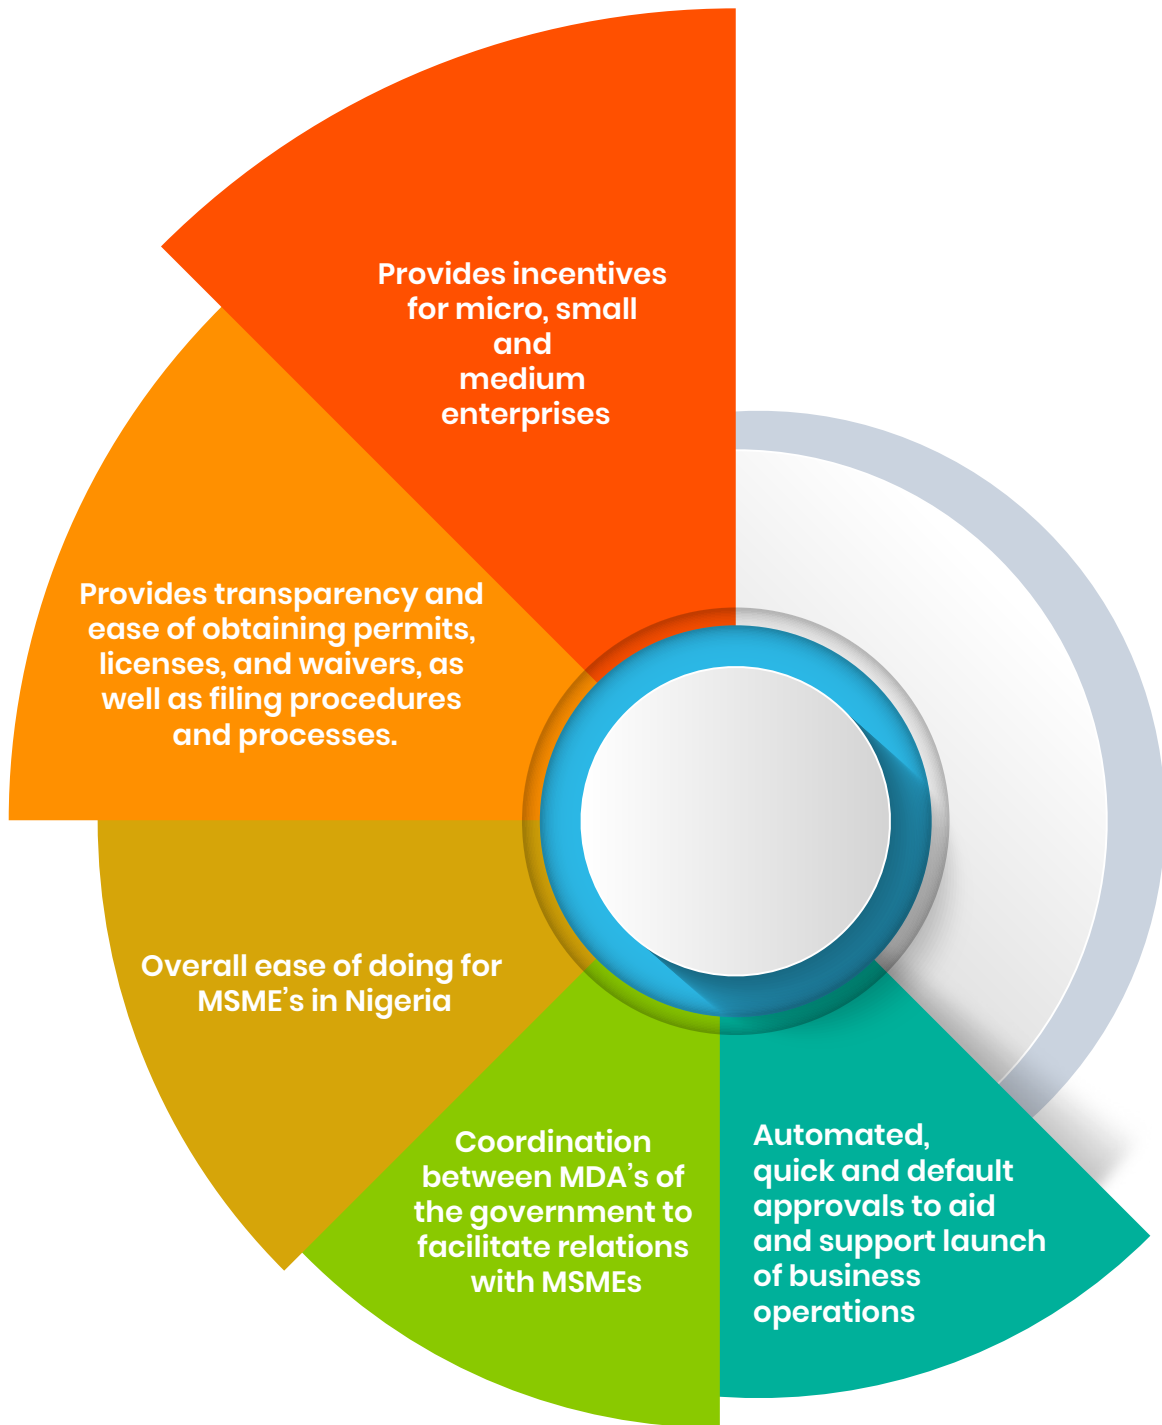 Provides incentives
for micro, small
and
medium
enterprises
Provides transparency and
ease of obtaining permits,
licenses, and waivers, as
well as filing procedures
and processes.
Overall ease of doing for
MSME’s in Nigeria
Coordination
between MDA’s of
the government to
facilitate relations
with MSMEs
Automated,
quick and default
approvals to aid
and support launch
of business
operations